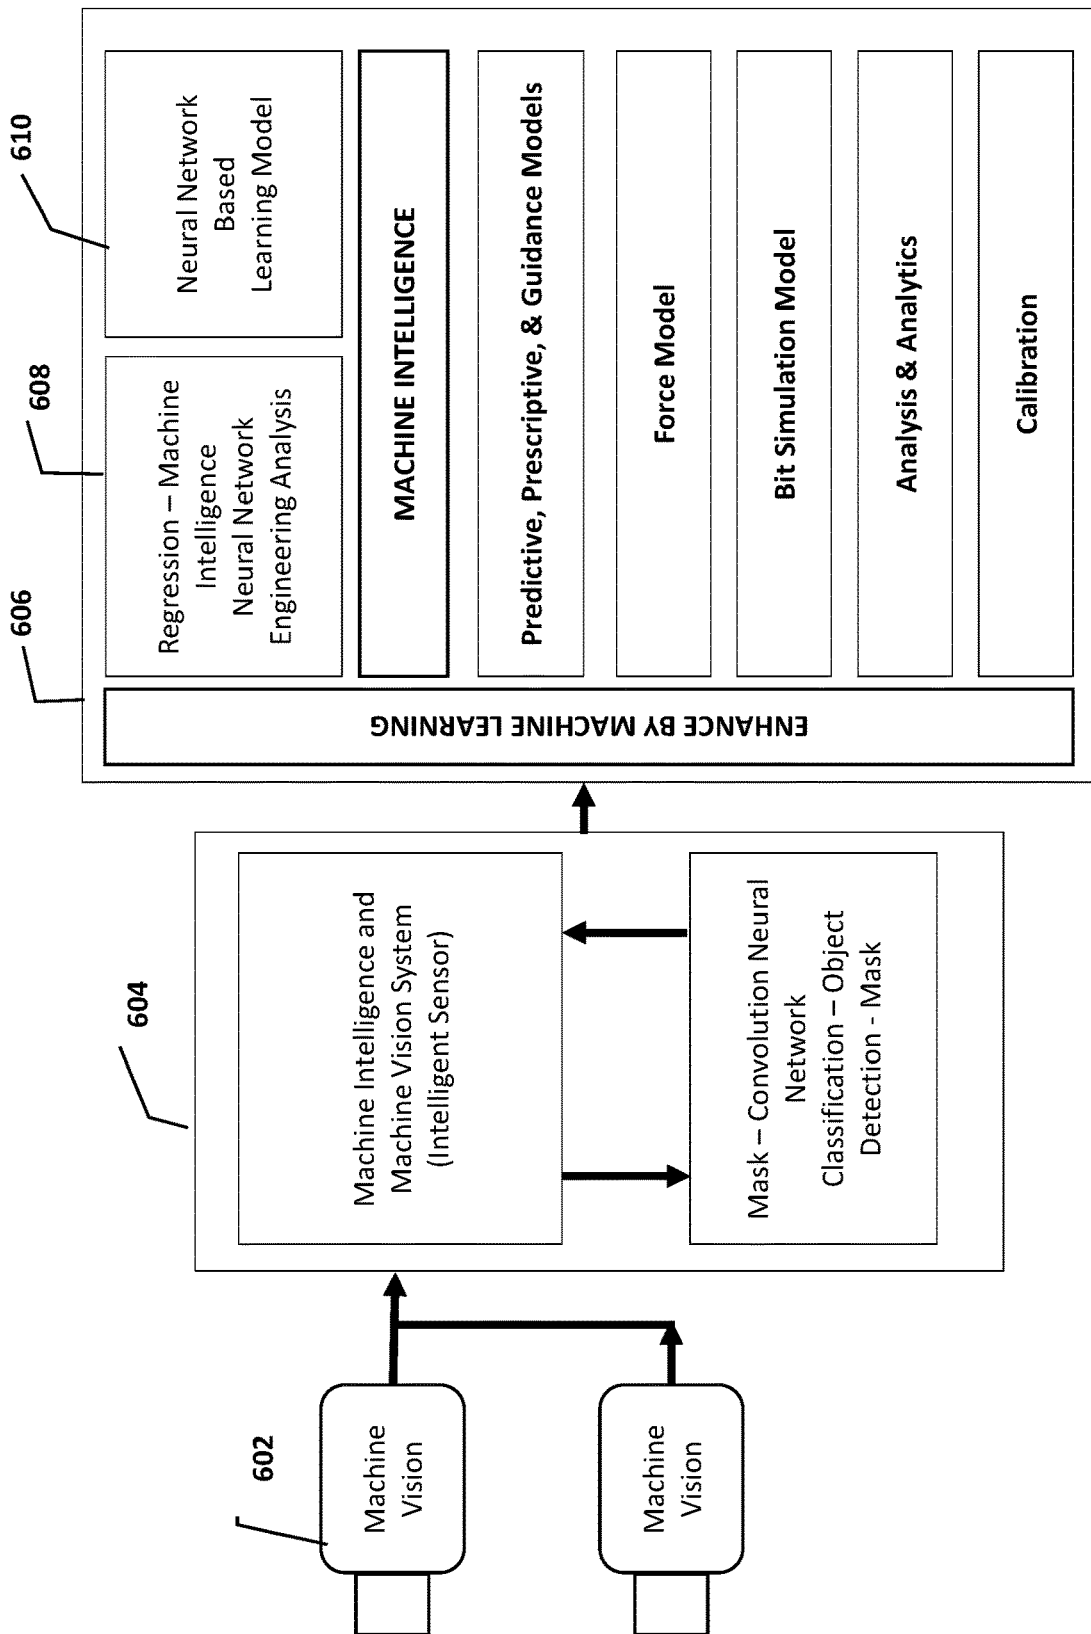 602
Machine
Vision
Machine
Vision
604
Machine Intelligence and
Machine Vision System
(Intelligent Sensor)
Mask – Convolution Neural
Network
Classification – Object
Detection - Mask
606
ENHANCE BY MACHINE LEARNING
608
Regression – Machine
Intelligence
Neural Network
Engineering Analysis
610
Neural Network
Based
Learning Model
MACHINE INTELLIGENCE
Predictive, Prescriptive, & Guidance Models
Force Model
Bit Simulation Model
Analysis & Analytics
Calibration